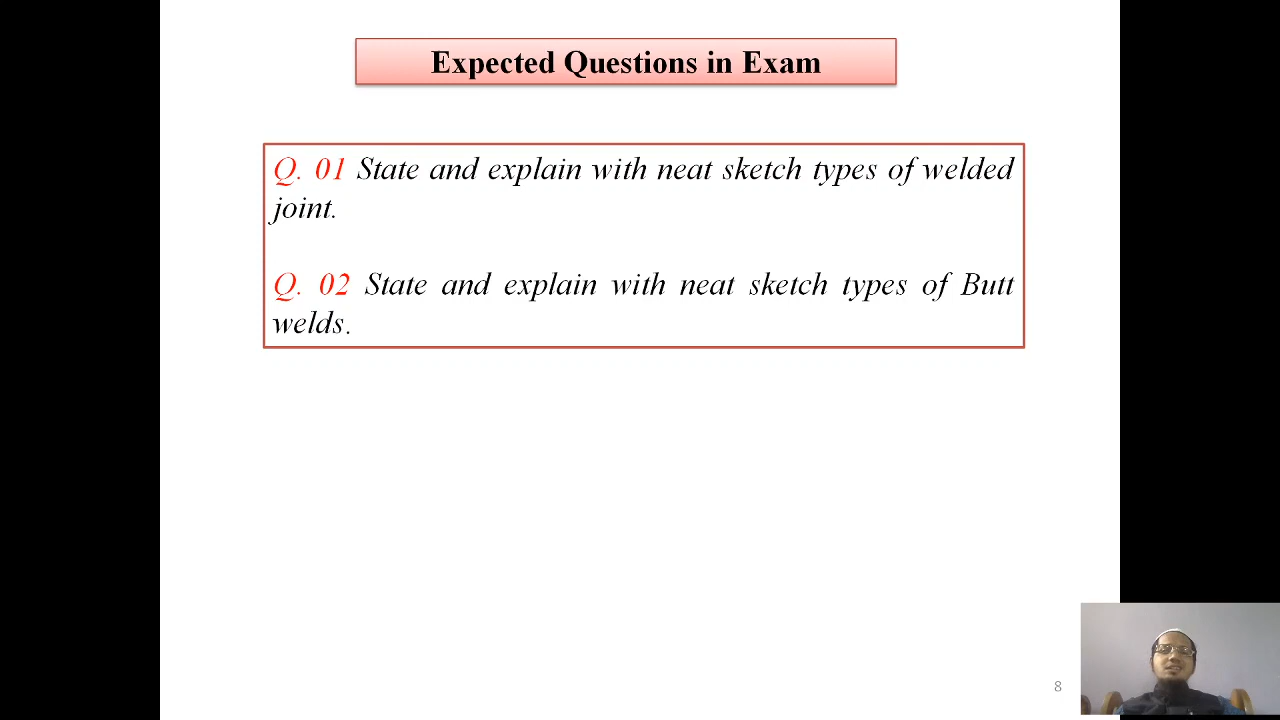 Expected Questions in Exam
Q. 01 State and explain with neat sketch types of welded
joint.
Q. 02 State and explain with neat sketch types of Butt
welds.
8